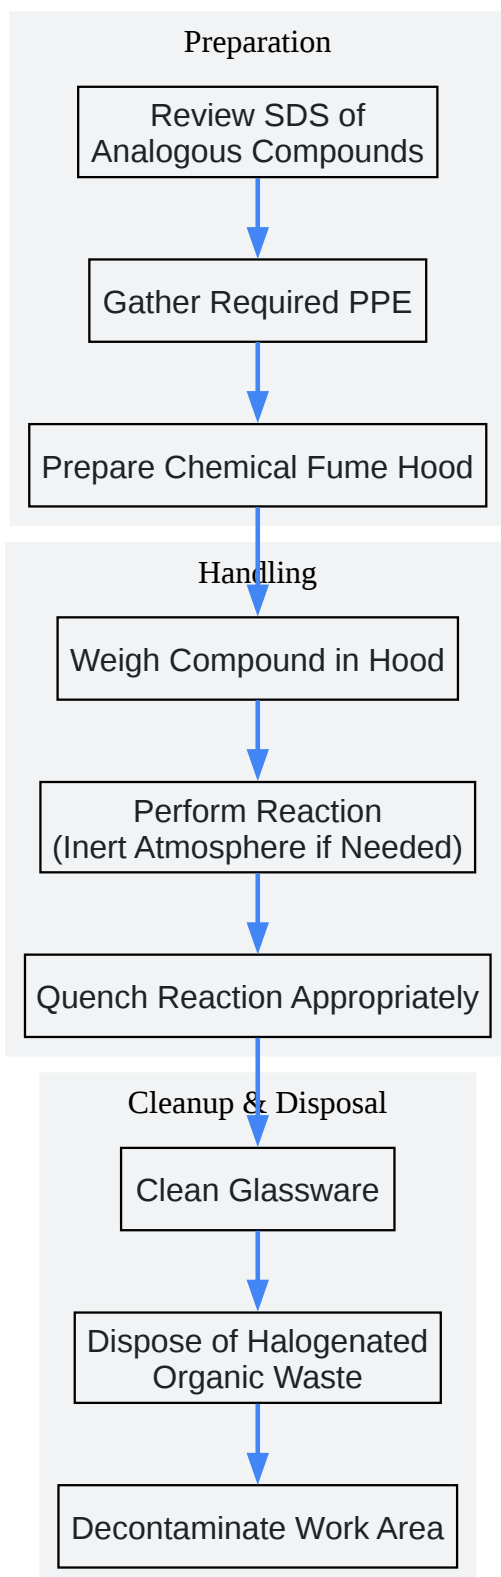 Preparation
Review SDS of
Analogous Compounds
Gather Required PPE
Prepare Chemical Fume Hood
Handling
Weigh Compound in Hood
Perform Reaction
(Inert Atmosphere if Needed)
Quench Reaction Appropriately
Cleanup & Disposal
Clean Glassware
Dispose of Halogenated
Organic Waste
Decontaminate Work Area